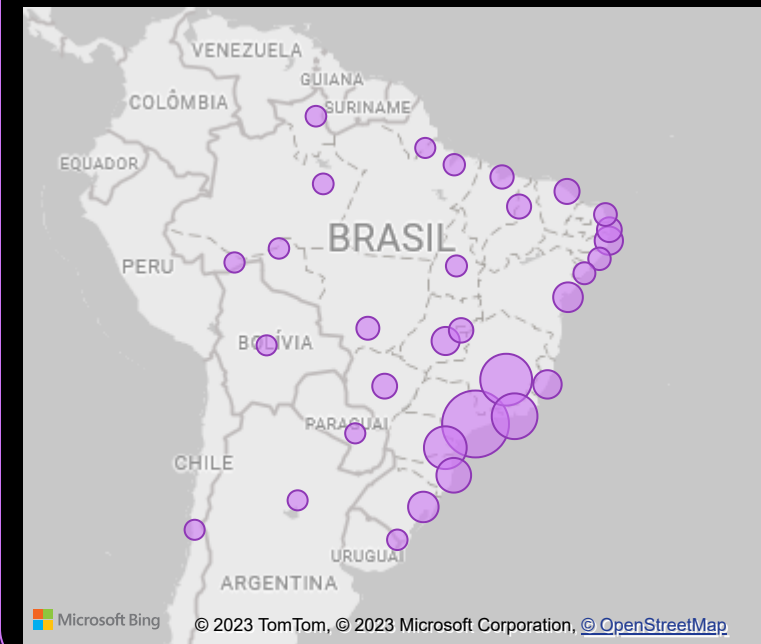 VENEZUELA
GUIANA
COLÔMBIA
SURINAME
EQUADOR
BRASIL
PERU
BOLÍVIA
PARAGUAI
CHILE
URUGUAI
ARGENTINA
Microsoft Bing
© 2023 TomTom, © 2023 Microsoft Corporation, © OpenStreetMap